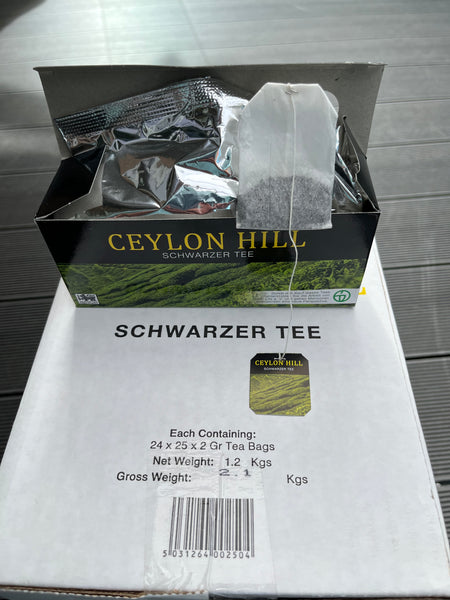 CEYLON HILL
SCHWARZER TEE
SCHWARZER TEE
CEYLON HILL
SCHWARZER TEE
Each Containing:
24 x 25 x 2 Gr Tea Bags
Net Weight: 1.2 Kgs
Gross Weight: 2.1 Kgs
5 031264 002504